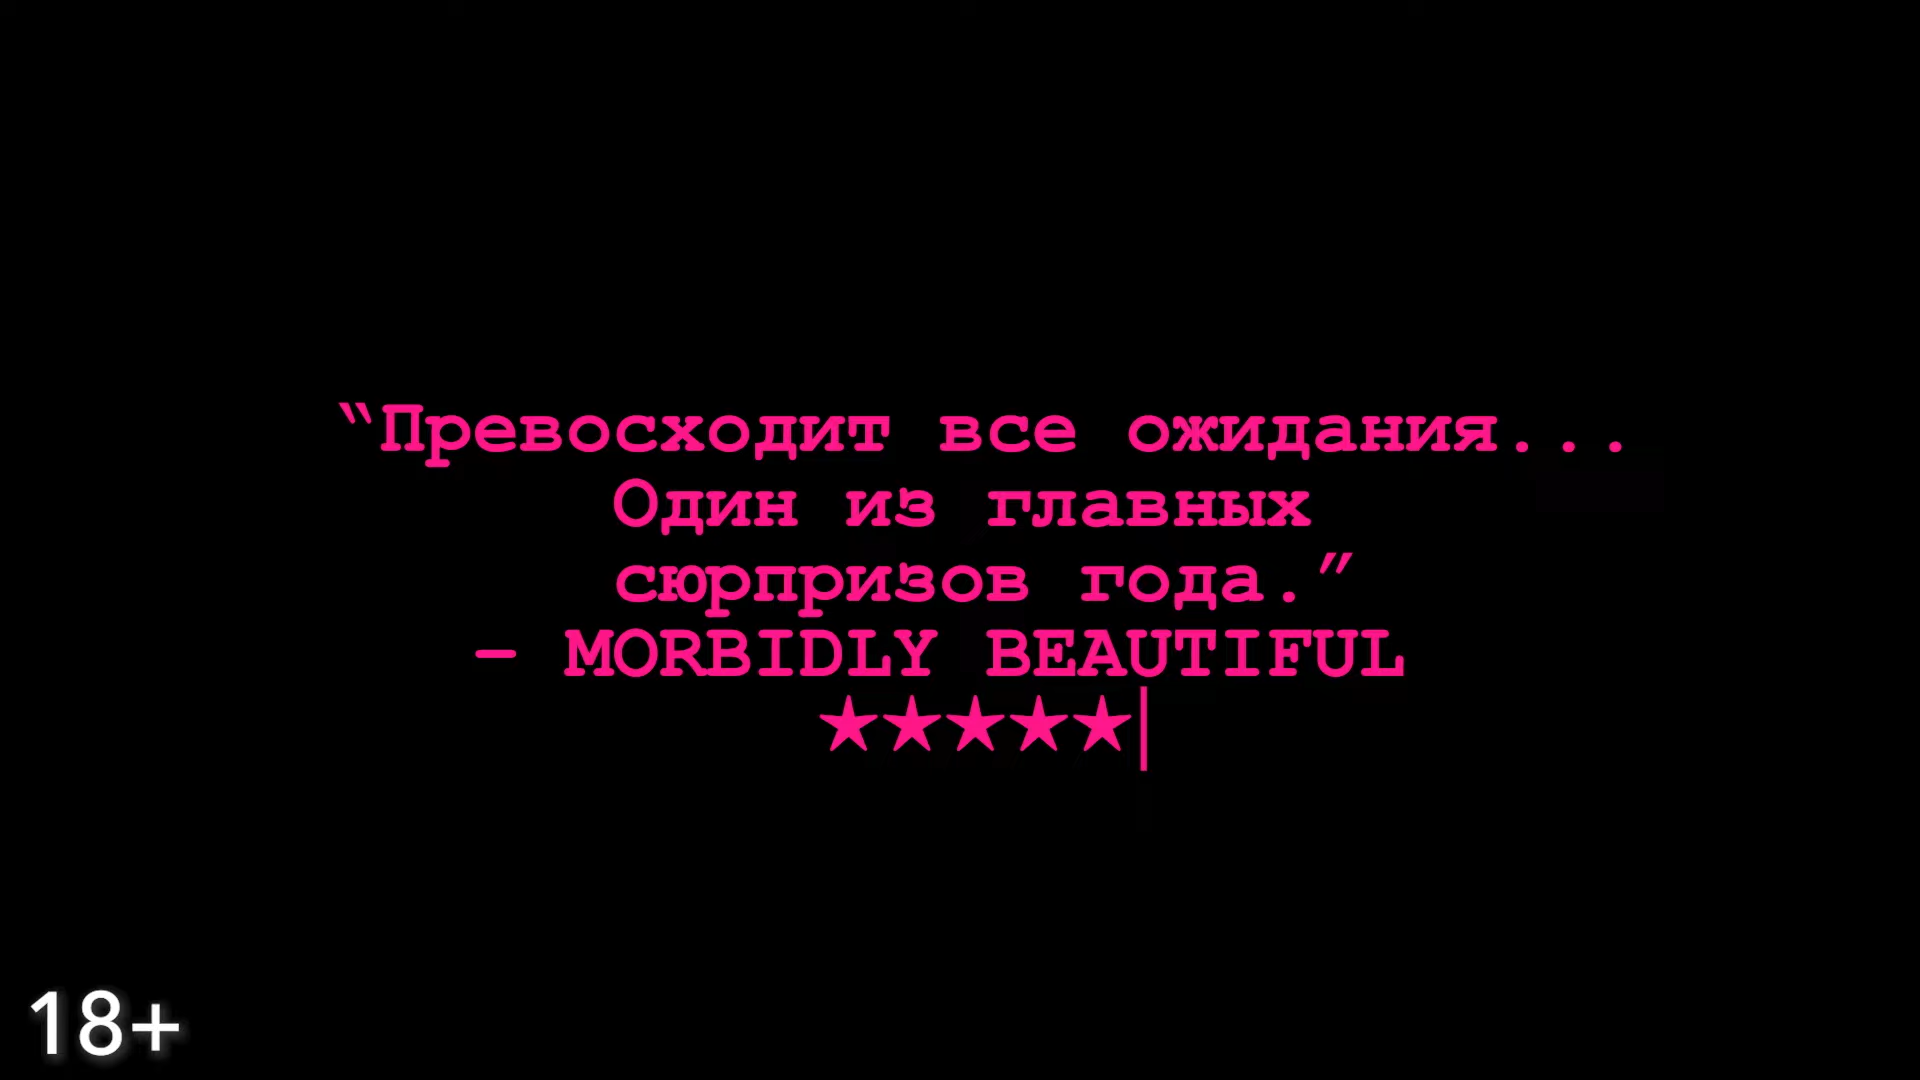 “Превосходит все ожидания...
Один из главных
сюрпризов года.”
– MORBIDLY BEAUTIFUL
★★★★★
18+